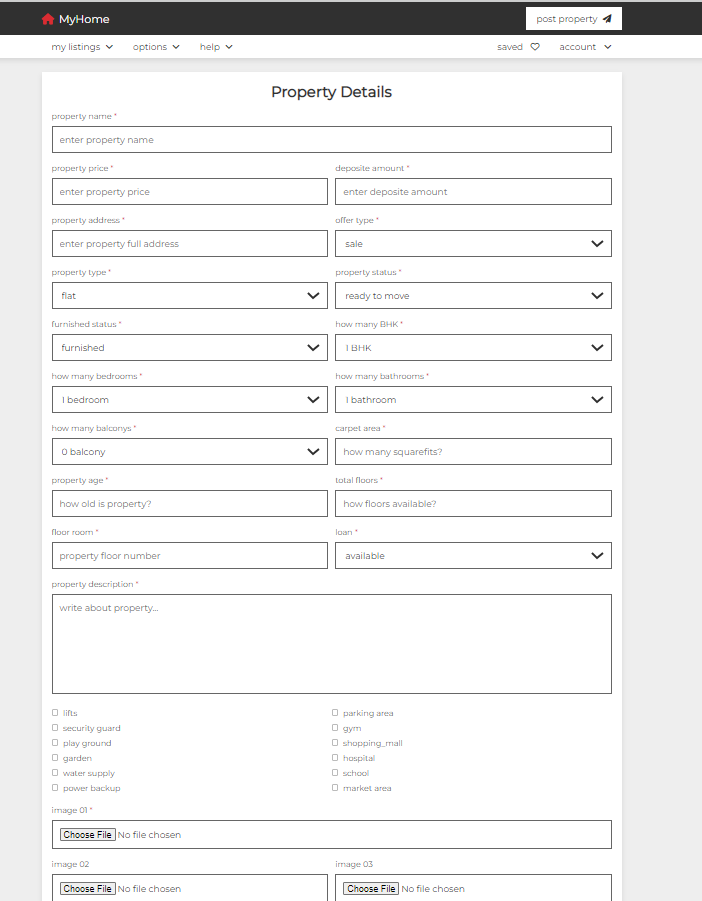 MyHome post property
my listings options help saved account
Property Details
property name *
enter property name
property price * deposite amount *
enter property price enter deposite amount
property address * offer type *
enter property full address sale
property type * property status *
flat ready to move
furnished status * how many BHK *
furnished 1 BHK
how many bedrooms * how many bathrooms *
1 bedroom 1 bathroom
how many balconys * carpet area *
0 balcony how many squarefits?
property age * total floors *
how old is property? how floors available?
floor room * loan *
property floor number available
property description *
write about property...
lifts parking area
security guard gym
play ground shopping_mall
garden hospital
water supply school
power backup market area
image 01 *
Choose File No file chosen
image 02 image 03
Choose File No file chosen Choose File No file chosen